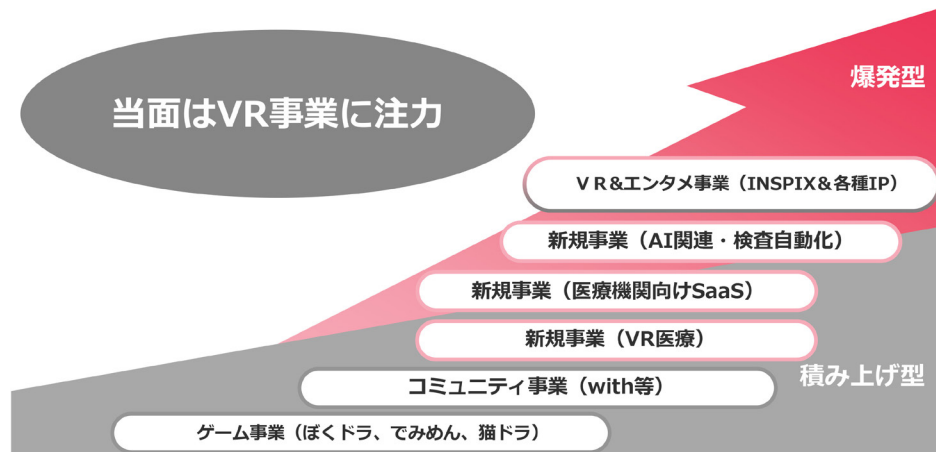 当面はVR事業に注力
爆発型
ＶＲ&エンタメ事業（INSPIX＆各種IP）
新規事業（AI関連・検査自動化）
新規事業（医療機関向けSaaS）
新規事業（VR医療）
積み上げ型
コミュニティ事業（with等）
ゲーム事業（ぼくドラ、でみめん、猫ドラ）